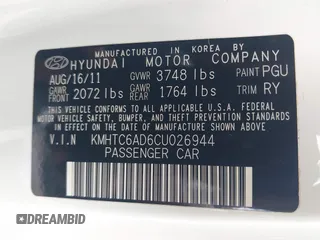 MANUFACTURED IN KOREA BY
HYUNDAI MOTOR COMPANY
AUG/16/11 GVWR 3748 lbs PAINT PGU
GAWR FRONT 2072 lbs GAWR REAR 1764 lbs TRIM RY
THIS VEHICLE CONFORMS TO ALL APPLICABLE U.S. FEDERAL
MOTOR VEHICLE SAFETY, BUMPER, AND THEFT PREVENTION
STANDARDS IN EFFECT ON THE DATE OF MANUFACTURE SHOWN ABOVE.
V.I.N KMHTC6AD6CU026944
PASSENGER CAR
DREAMBID